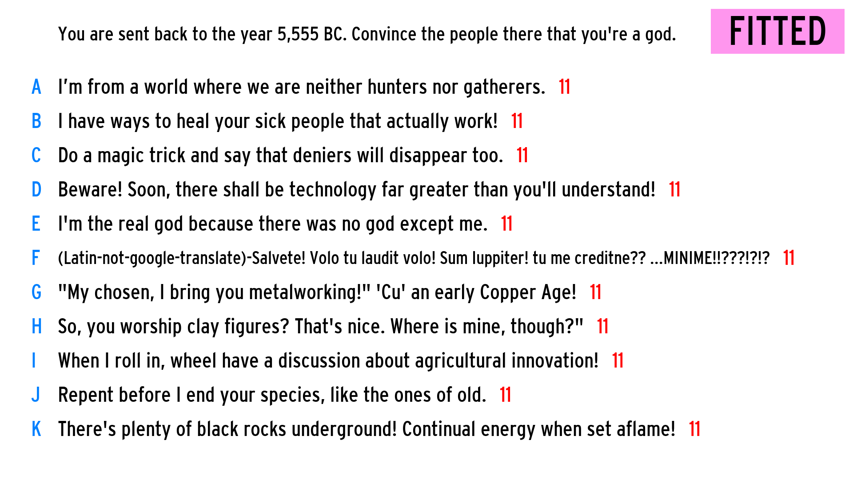 You are sent back to the year 5,555 BC. Convince the people there that you're a god.
FITTED
A I’m from a world where we are neither hunters nor gatherers. 11
B I have ways to heal your sick people that actually work! 11
C Do a magic trick and say that deniers will disappear too. 11
D Beware! Soon, there shall be technology far greater than you'll understand! 11
E I'm the real god because there was no god except me. 11
F (Latin-not-google-translate)-Salvete! Volo tu laudit volo! Sum Iuppiter! tu me creditne?? ...MINIME!!???!?!? 11
G "My chosen, I bring you metalworking!" 'Cu' an early Copper Age! 11
H So, you worship clay figures? That's nice. Where is mine, though?" 11
I When I roll in, wheel have a discussion about agricultural innovation! 11
J Repent before I end your species, like the ones of old. 11
K There's plenty of black rocks underground! Continual energy when set aflame! 11